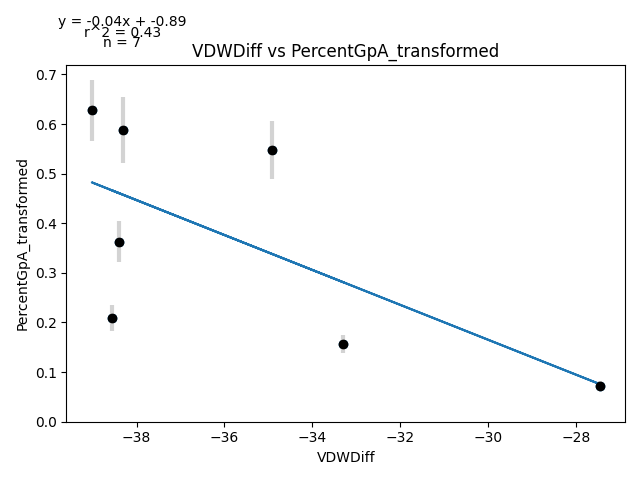 y = -0.04x + -0.89
r^2 = 0.43
n = 7
VDWDiff vs PercentGpA_transformed
0.7
0.6
0.5
0.4
0.3
0.2
0.1
0.0
PercentGpA_transformed
−38
−36
−34
−32
−30
−28
VDWDiff